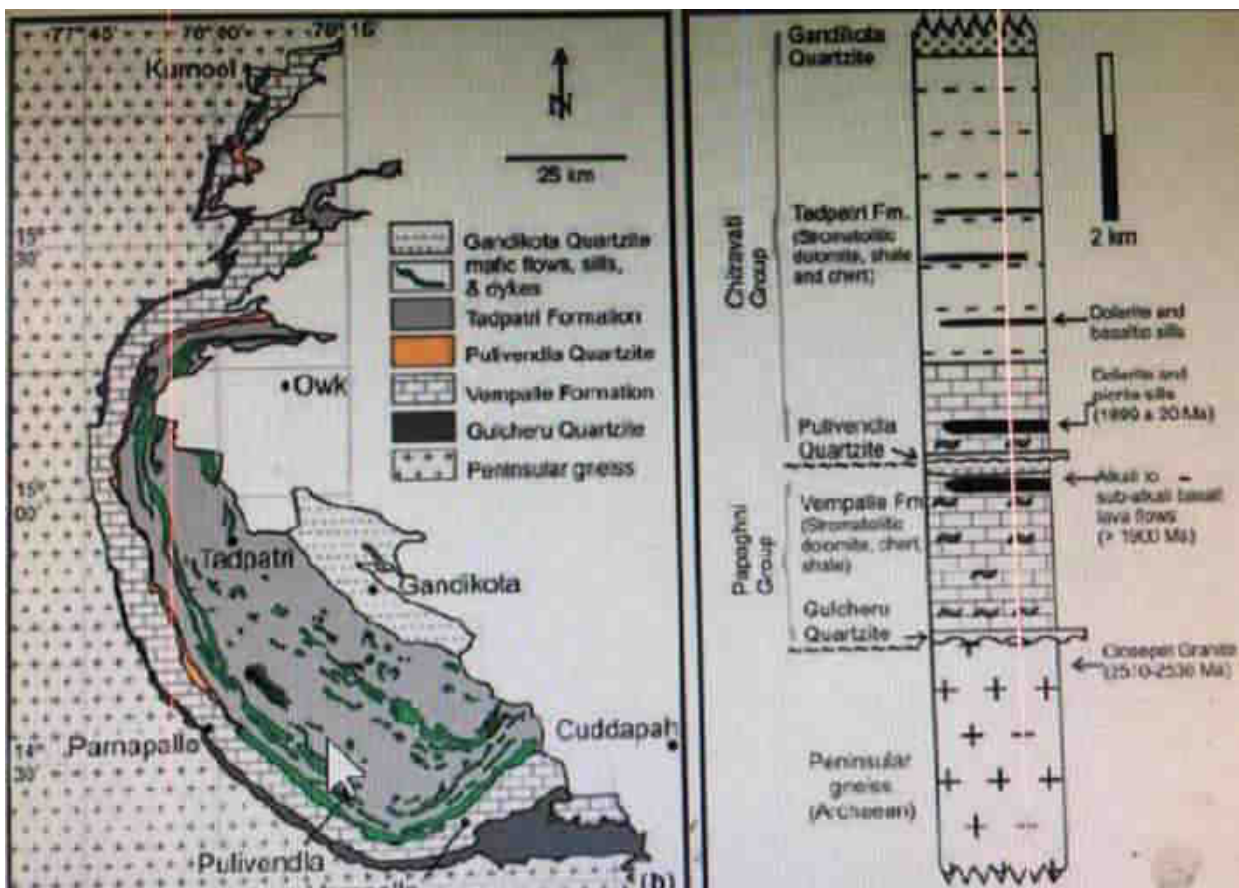 77° 45'
78° 15'
Kurnool
N
25 km
15°
30'
Gandikota Quartzite
mafic flows, sills,
& dykes
Tadpatri Formation
Pulivendla Quartzite
Vempalle Formation
Gulcheru Quartzite
Peninsular gneiss
Owk
15°
00'
Tadpatri
Gandikota
Parnapalle
14°
30'
Cuddapah
Pulivendla
(b)
Gandikota
Quartzite
2 km
Chitravati
Group
Tadpatri Fm.
(Stromatolitic
dolomite, shale
and chert)
Dolerite and
basaltic sills
Dolerite and
picrite sills
(1899 ± 20 Ma)
Pulivendla
Quartzite
Alkali to
sub-alkali basalt
lava flows
(> 1900 Ma)
Papaghni
Group
Vempalle Fm.
(Stromatolitic
dolomite, chert,
shale)
Gulcheru
Quartzite
Closepet Granite
Peninsular
gneiss
(Archaean)